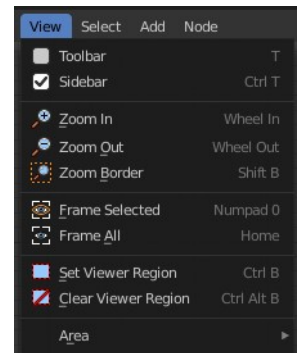 View Select Add Node
Toolbar T
Sidebar Ctrl T
Zoom In Wheel In
Zoom Out Wheel Out
Zoom Border Shift B
Frame Selected Numpad 0
Frame All Home
Set Viewer Region Ctrl B
Clear Viewer Region Ctrl Alt B
Area